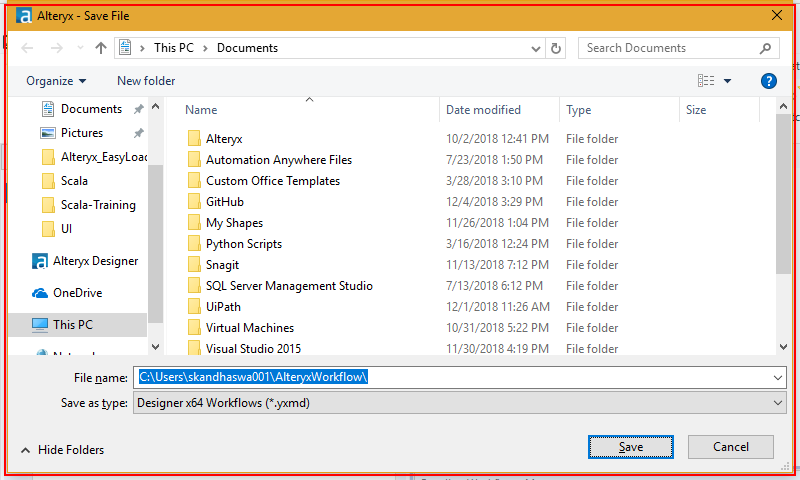 Alteryx - Save File
This PC > Documents
Search Documents
Organize
New folder
Name
Date modified
Type
Size
Documents
Pictures
Alteryx_EasyLoad
Scala
Scala-Training
UI
Alteryx Designer
OneDrive
This PC
Alteryx 10/2/2018 12:41 PM File folder
Automation Anywhere Files 7/23/2018 1:50 PM File folder
Custom Office Templates 3/28/2018 3:10 PM File folder
GitHub 12/4/2018 3:29 PM File folder
My Shapes 11/26/2018 1:04 PM File folder
Python Scripts 3/16/2018 12:24 PM File folder
Snagit 11/13/2018 7:12 PM File folder
SQL Server Management Studio 7/13/2018 6:12 PM File folder
UiPath 12/1/2018 11:26 AM File folder
Virtual Machines 10/31/2018 5:22 PM File folder
Visual Studio 2015 11/30/2018 4:19 PM File folder
File name: C:\Users\skandhaswa001\AlteryxWorkflow\
Save as type: Designer x64 Workflows (*.yxmd)
Hide Folders
Save
Cancel